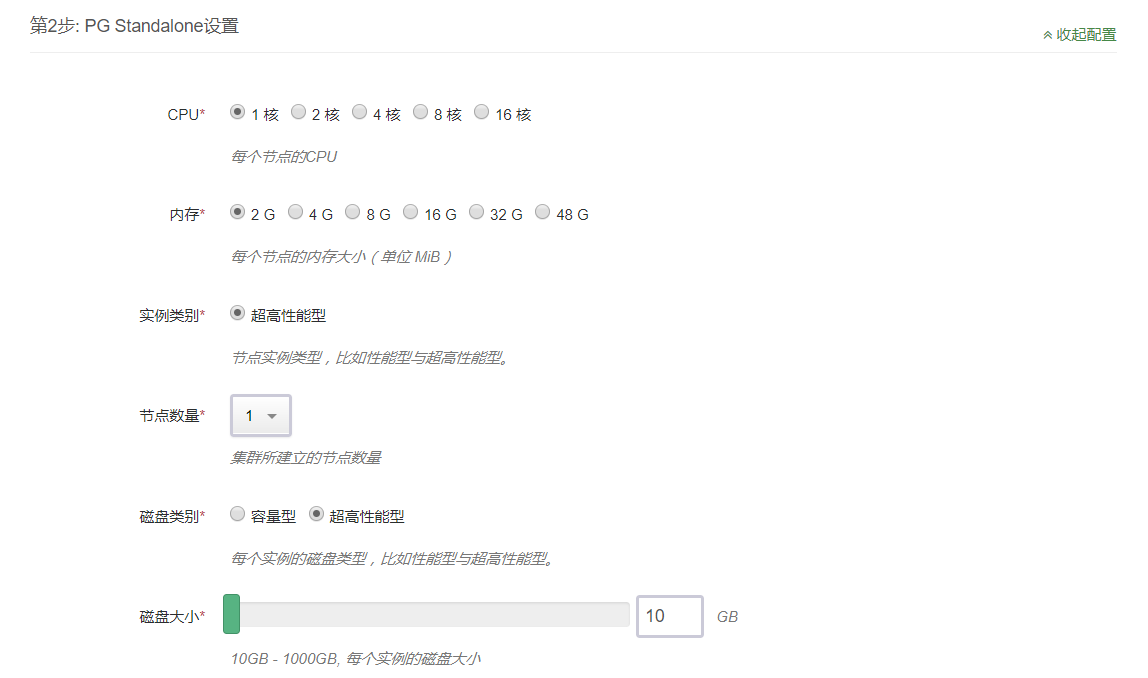 第2步: PG Standalone设置
收起配置
CPU* 1 核 2 核 4 核 8 核 16 核
每个节点的CPU
内存* 2 G 4 G 8 G 16 G 32 G 48 G
每个节点的内存大小（单位 MiB）
实例类别* 超高性能型
节点实例类型，比如性能型与超高性能型。
节点数量* 1
集群所建立的节点数量
磁盘类别* 容量型 超高性能型
每个实例的磁盘类型，比如性能型与超高性能型。
磁盘大小* 10 GB
10GB - 1000GB, 每个实例的磁盘大小